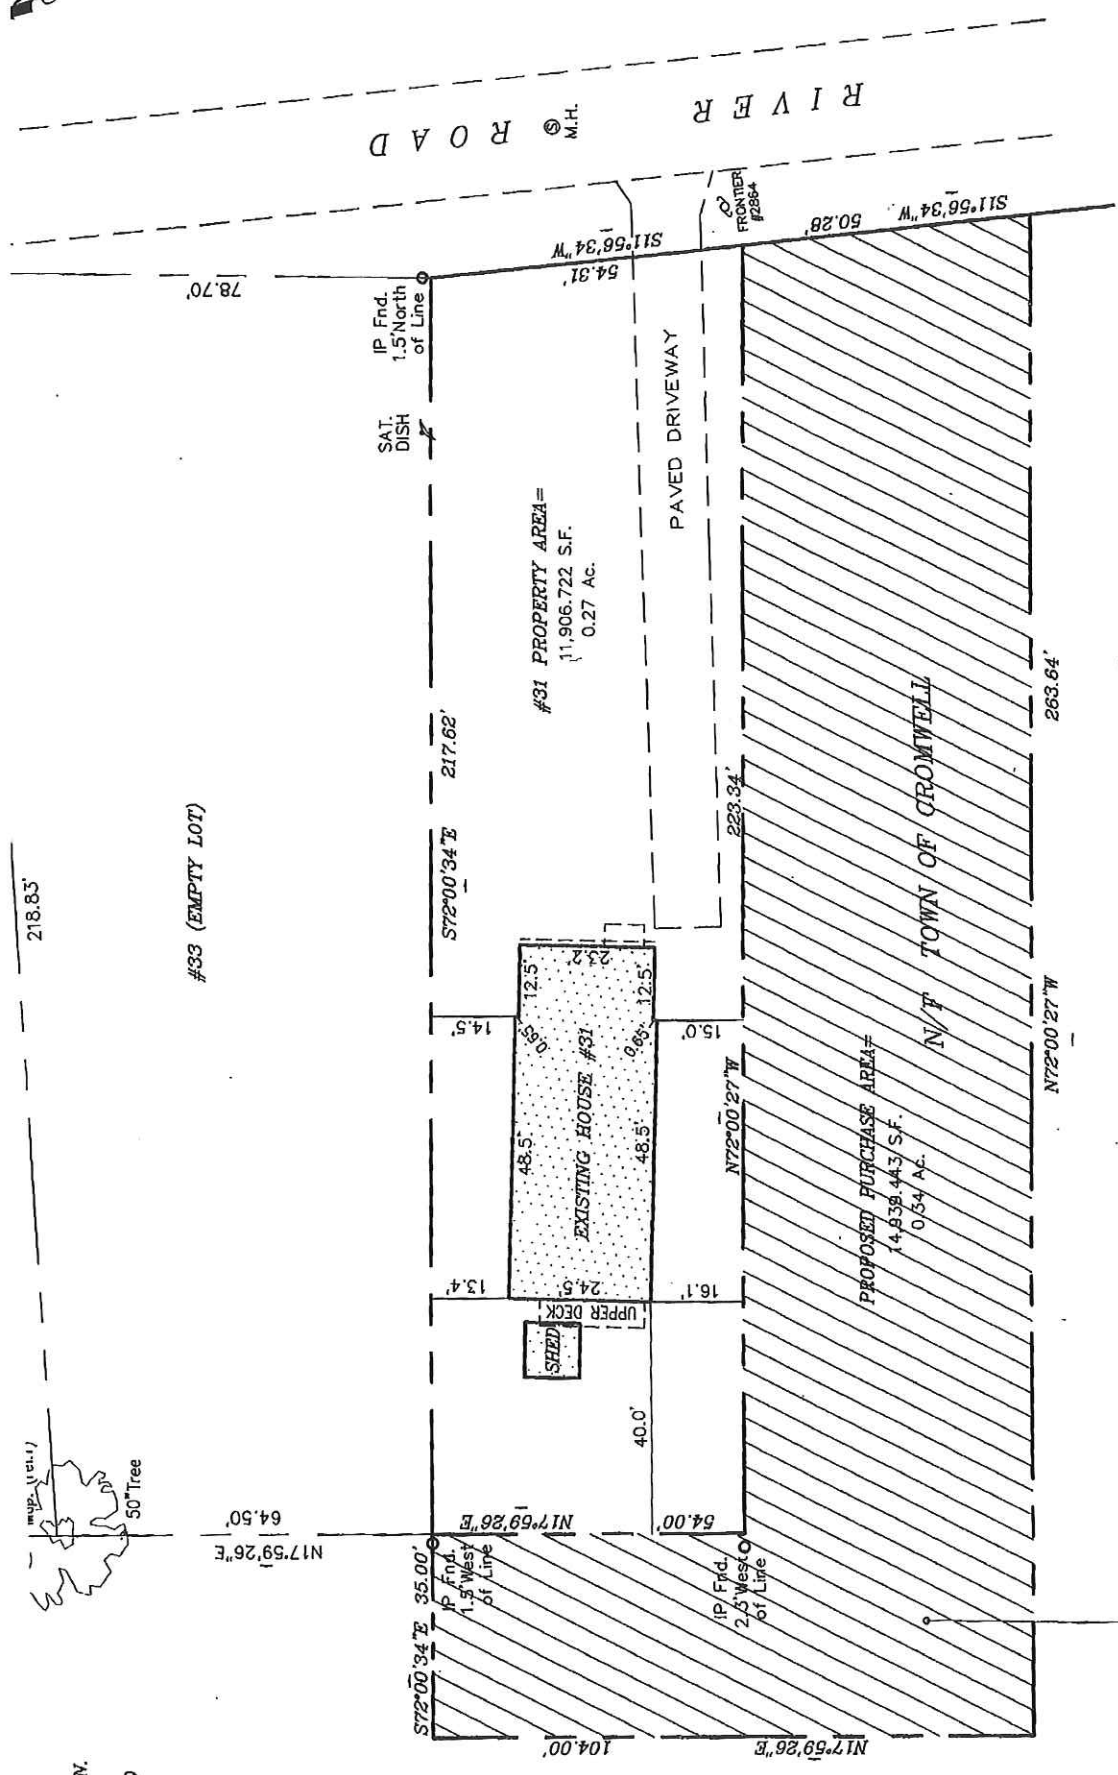 RIVER ROAD
Ⓢ
M.H.
FRONTIER
#2864
78.70'
IP Fnd.
1.5'North
of Line
SAT.
DISH
S11°56'34"W
54.31'
50.28'
S11°56'34"W
PAVED DRIVEWAY
#31 PROPERTY AREA=
11,906.722 S.F.
0.27 Ac.
218.83'
#33 (EMPTY LOT)
S72°00'34"E
217.62'
223.34'
N72°00'27"W
263.64'
N72°00'27"W
N/F TOWN OF CROMWELL
PROPOSED PURCHASE AREA=
14,939.443 S.F.
0.34 Ac.
EXISTING HOUSE #31
23.2'
12.5'
12.5'
0.65'
0.65'
48.5'
48.5'
24.5'
14.5'
15.0'
13.4'
16.1'
UPPER DECK
SHED
40.0'
50"Tree
64.50'
N17°59'26"E
N17°59'26"E
54.00'
S72°00'34"E 35.00'
IP Fnd.
1.5'West
of Line
IP Fnd.
2.3'West
of Line
104.00'
N17°59'26"E